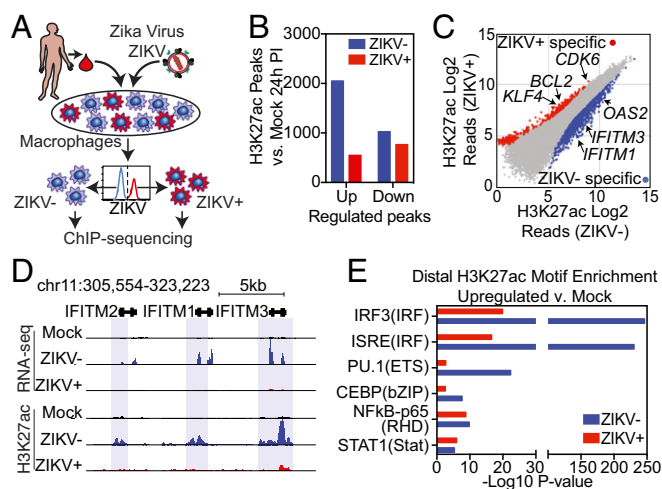 A
Zika Virus
ZIKV
Macrophages
ZIKV-
ZIKV
ZIKV+
ChIP-sequencing
B
H3K27ac Peaks
vs. Mock 24h PI
3000
2000
1000
0
ZIKV-
ZIKV+
Up
Down
Regulated peaks
C
H3K27ac Log2
Reads (ZIKV+)
15
10
5
0
ZIKV+ specific
CDK6
BCL2
KLF4
OAS2
IFITM3
IFITM1
ZIKV- specific
0 5 10 15
H3K27ac Log2
Reads (ZIKV-)
D
chr11:305,554-323,223
5kb
IFITM2 IFITM1 IFITM3
RNA-seq
Mock
ZIKV-
ZIKV+
H3K27ac
Mock
ZIKV-
ZIKV+
E
Distal H3K27ac Motif Enrichment
Upregulated v. Mock
IRF3(IRF)
ISRE(IRF)
PU.1(ETS)
CEBP(bZIP)
NFkB-p65
(RHD)
STAT1(Stat)
ZIKV-
ZIKV+
0 10 20 30 100 150 200 250
-Log10 P-value